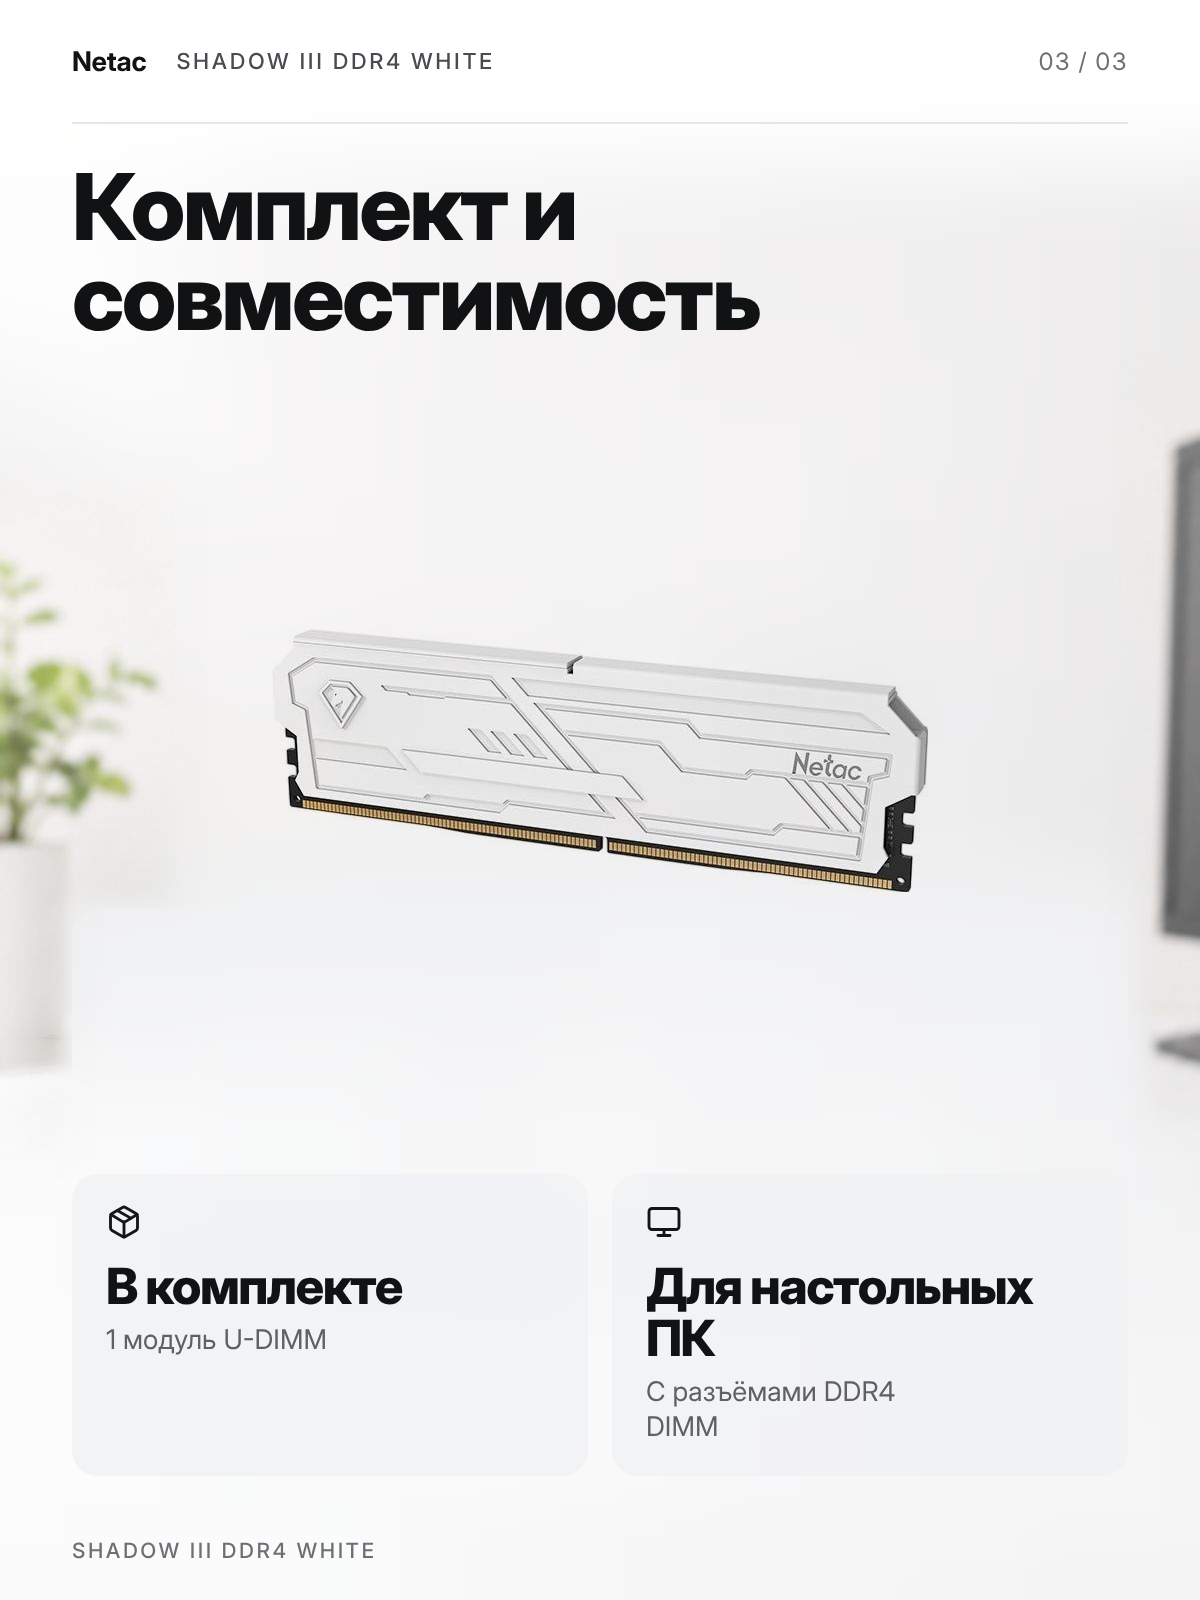 Netac SHADOW III DDR4 WHITE 03 / 03
Комплект и
совместимость
Netac
В комплекте
1 модуль U-DIMM
Для настольных
ПК
С разъёмами DDR4
DIMM
SHADOW III DDR4 WHITE